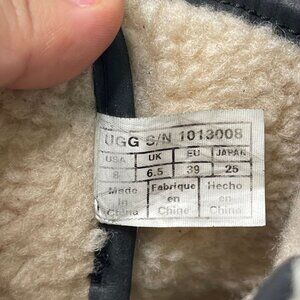 UGG S/N 1013008
USA UK EU JAPAN
8 6.5 39 25
Made Fabrique Hecho
in en en
China Chine China